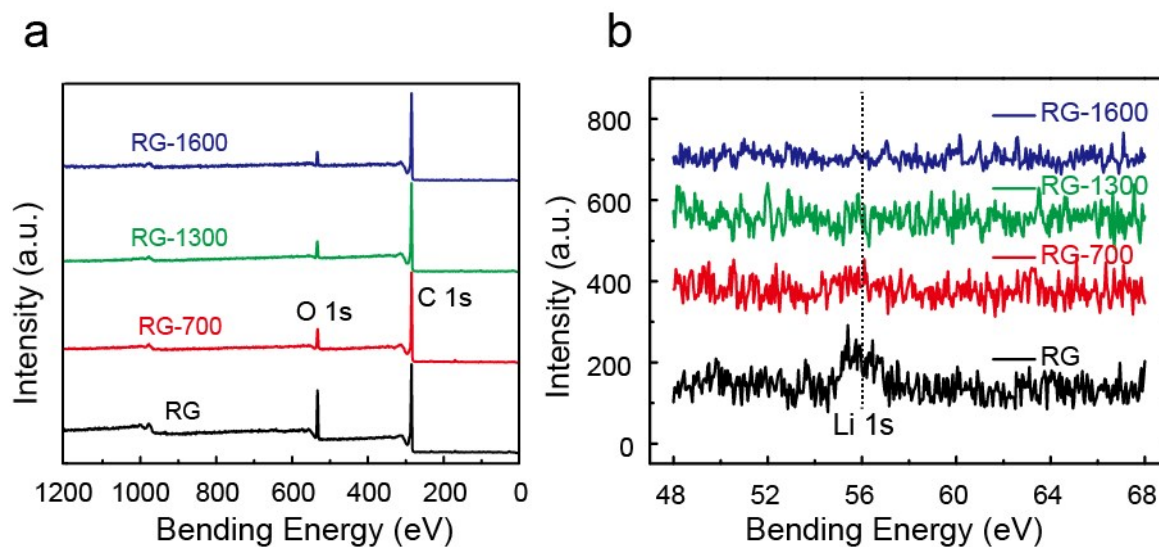 a
RG-1600
RG-1300
O 1s
C 1s
RG-700
RG
Intensity (a.u.)
1200 1000 800 600 400 200 0
Bending Energy (eV)
b
RG-1600
RG-1300
RG-700
RG
Li 1s
800
600
400
200
0
Intensity (a.u.)
48 52 56 60 64 68
Bending Energy (eV)